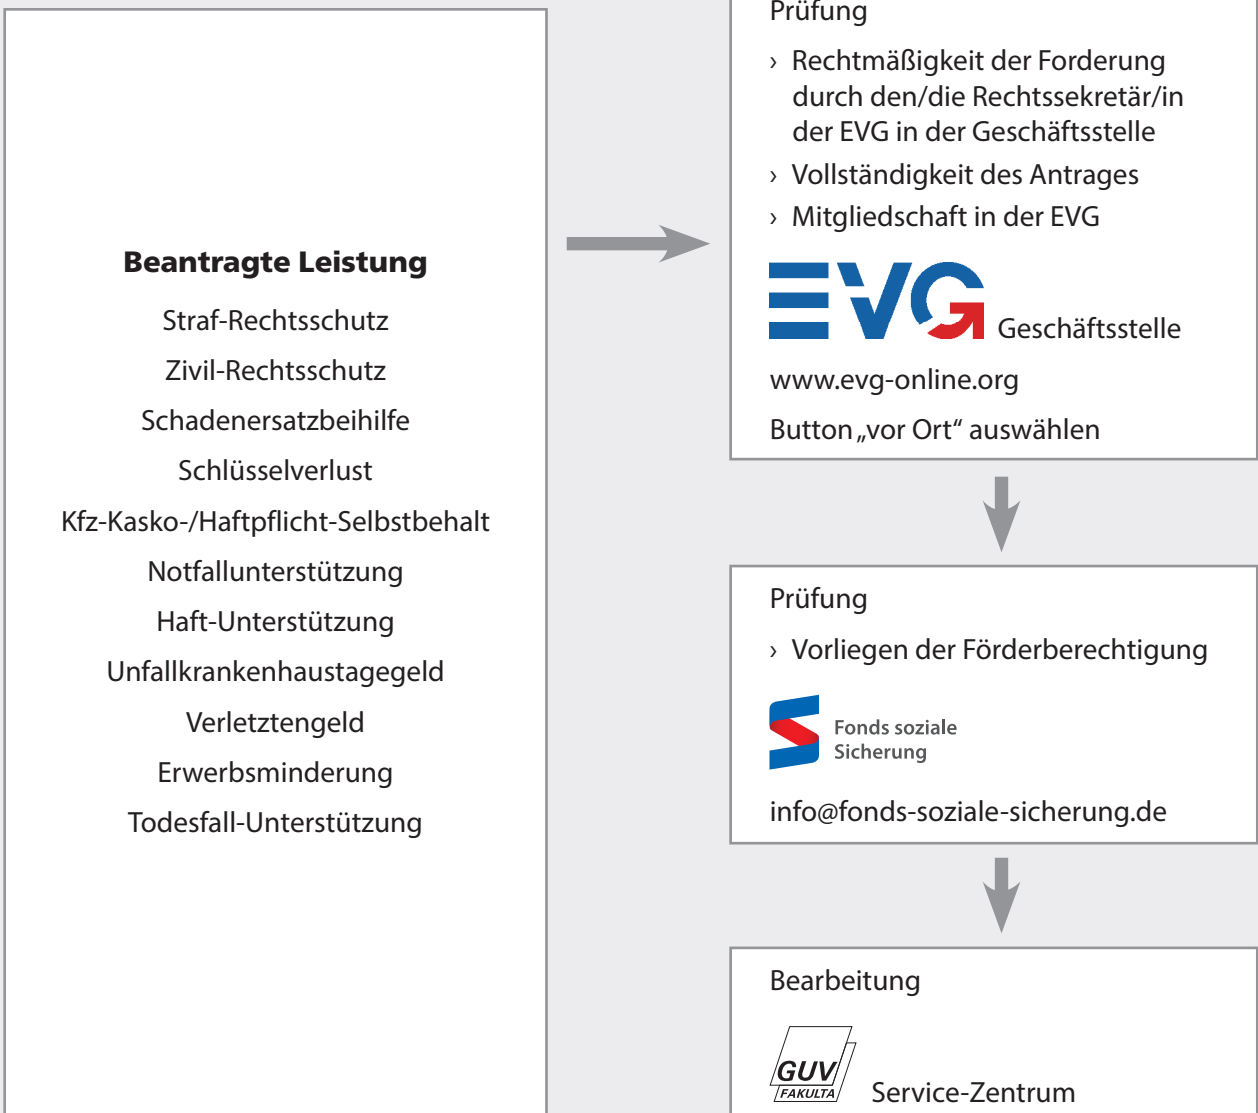 Beantragte Leistung
Straf-Rechtsschutz
Zivil-Rechtsschutz
Schadenersatzbeihilfe
Schlüsselverlust
Kfz-Kasko-/Haftpflicht-Selbstbehalt
Notfallunterstützung
Haft-Unterstützung
Unfallkrankenhaustagegeld
Verletztengeld
Erwerbsminderung
Todesfall-Unterstützung
Prüfung
› Rechtmäßigkeit der Forderung
durch den/die Rechtssekretär/in
der EVG in der Geschäftsstelle
› Vollständigkeit des Antrages
› Mitgliedschaft in der EVG
EVG Geschäftsstelle
www.evg-online.org
Button „vor Ort“ auswählen
Prüfung
› Vorliegen der Förderberechtigung
Fonds soziale
Sicherung
info@fonds-soziale-sicherung.de
Bearbeitung
GUV
FAKULTA Service-Zentrum